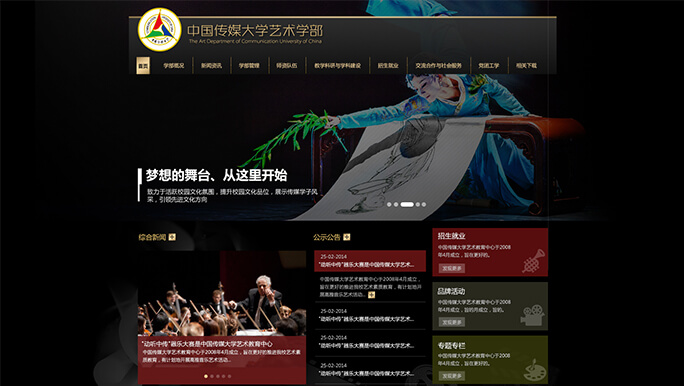 中国传媒大学艺术学部
The Art Department of Communication University of China
首页 学部概况 新闻资讯 学部管理 师资队伍 教学科研与学科建设 招生就业 交流合作与社会服务 党团工学 相关下载
梦想的舞台、从这里开始
致力于活跃校园文化氛围，提升校园文化品位，展示传媒学子风
采，引领先进文化方向
综合新闻
"动听中传"器乐大赛是中国传媒大学艺术教育中心
中国传媒大学艺术教育中心于2008年4月成立，旨在更好的推进我校艺术素
质教育，有计划地开展高雅音乐艺术活动...
公示公告
25-02-2014
"动听中传"器乐大赛是中国传媒大学艺术...
中国传媒大学艺术教育中心于2008年4月成立，
旨在更好的推进我校艺术素质教育，有计划地开
展高雅音乐艺术活动...
25-02-2014
"动听中传"器乐大赛是中国传媒大学艺术...
25-02-2014
"动听中传"器乐大赛是中国传媒大学艺术...
25-02-2014
"动听中传"器乐大赛是中国传媒大学艺术...
招生就业
中国传媒大学艺术教育中心于2008
年4月成立，旨在更好的。
发现更多
品牌活动
中国传媒大学艺术教育中心于2008
年4月成立，旨的月成立，旨的。
发现更多
专题专栏
中国传媒大学艺术教育中心于2008
年4月成立，旨在更好的。
发现更多